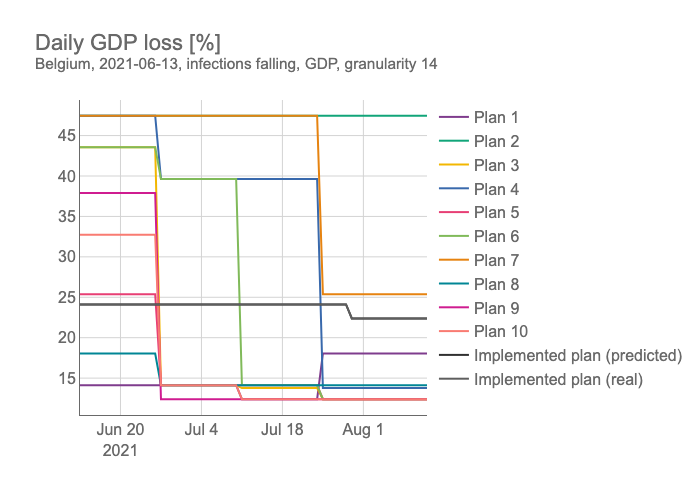 Daily GDP loss [%]
Belgium, 2021-06-13, infections falling, GDP, granularity 14
45
40
35
30
25
20
15
Jun 20
2021
Jul 4
Jul 18
Aug 1
Plan 1
Plan 2
Plan 3
Plan 4
Plan 5
Plan 6
Plan 7
Plan 8
Plan 9
Plan 10
Implemented plan (predicted)
Implemented plan (real)